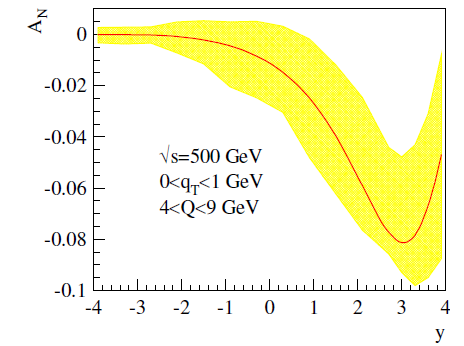 A_N
0
-0.02
-0.04
-0.06
-0.08
-0.1
√s=500 GeV
0<q_T<1 GeV
4<Q<9 GeV
-4 -3 -2 -1 0 1 2 3 4
y